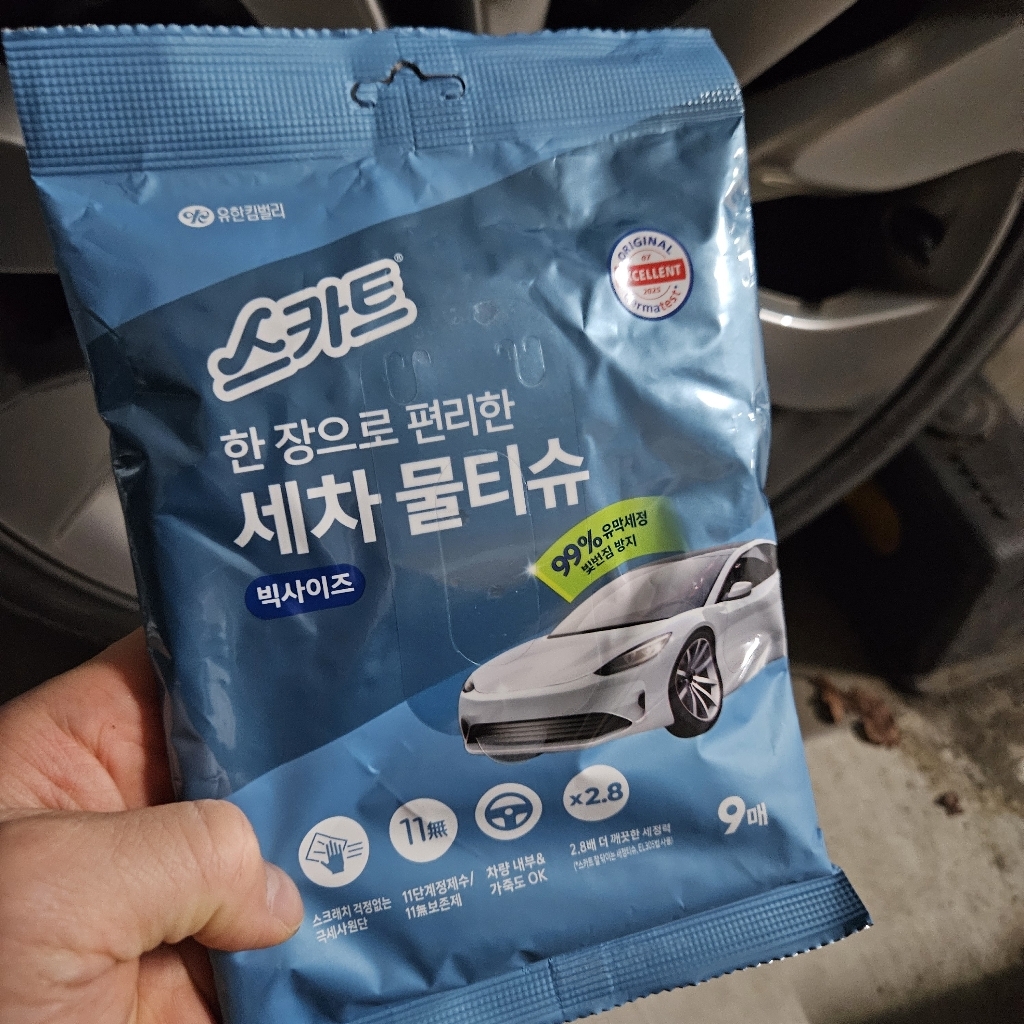 유한킴벌리
스카트®
ORIGINAL
07
XCELLENT
2025
dermatest®
한 장으로 편리한
세차 물티슈
빅사이즈
99% 유막세정
빛번짐 방지
11無
x2.8
9매
스크래치 걱정없는
극세사원단
11단계정제수/
11無보존제
차량 내부&
가죽도 OK
2.8배 더 깨끗한 세정력